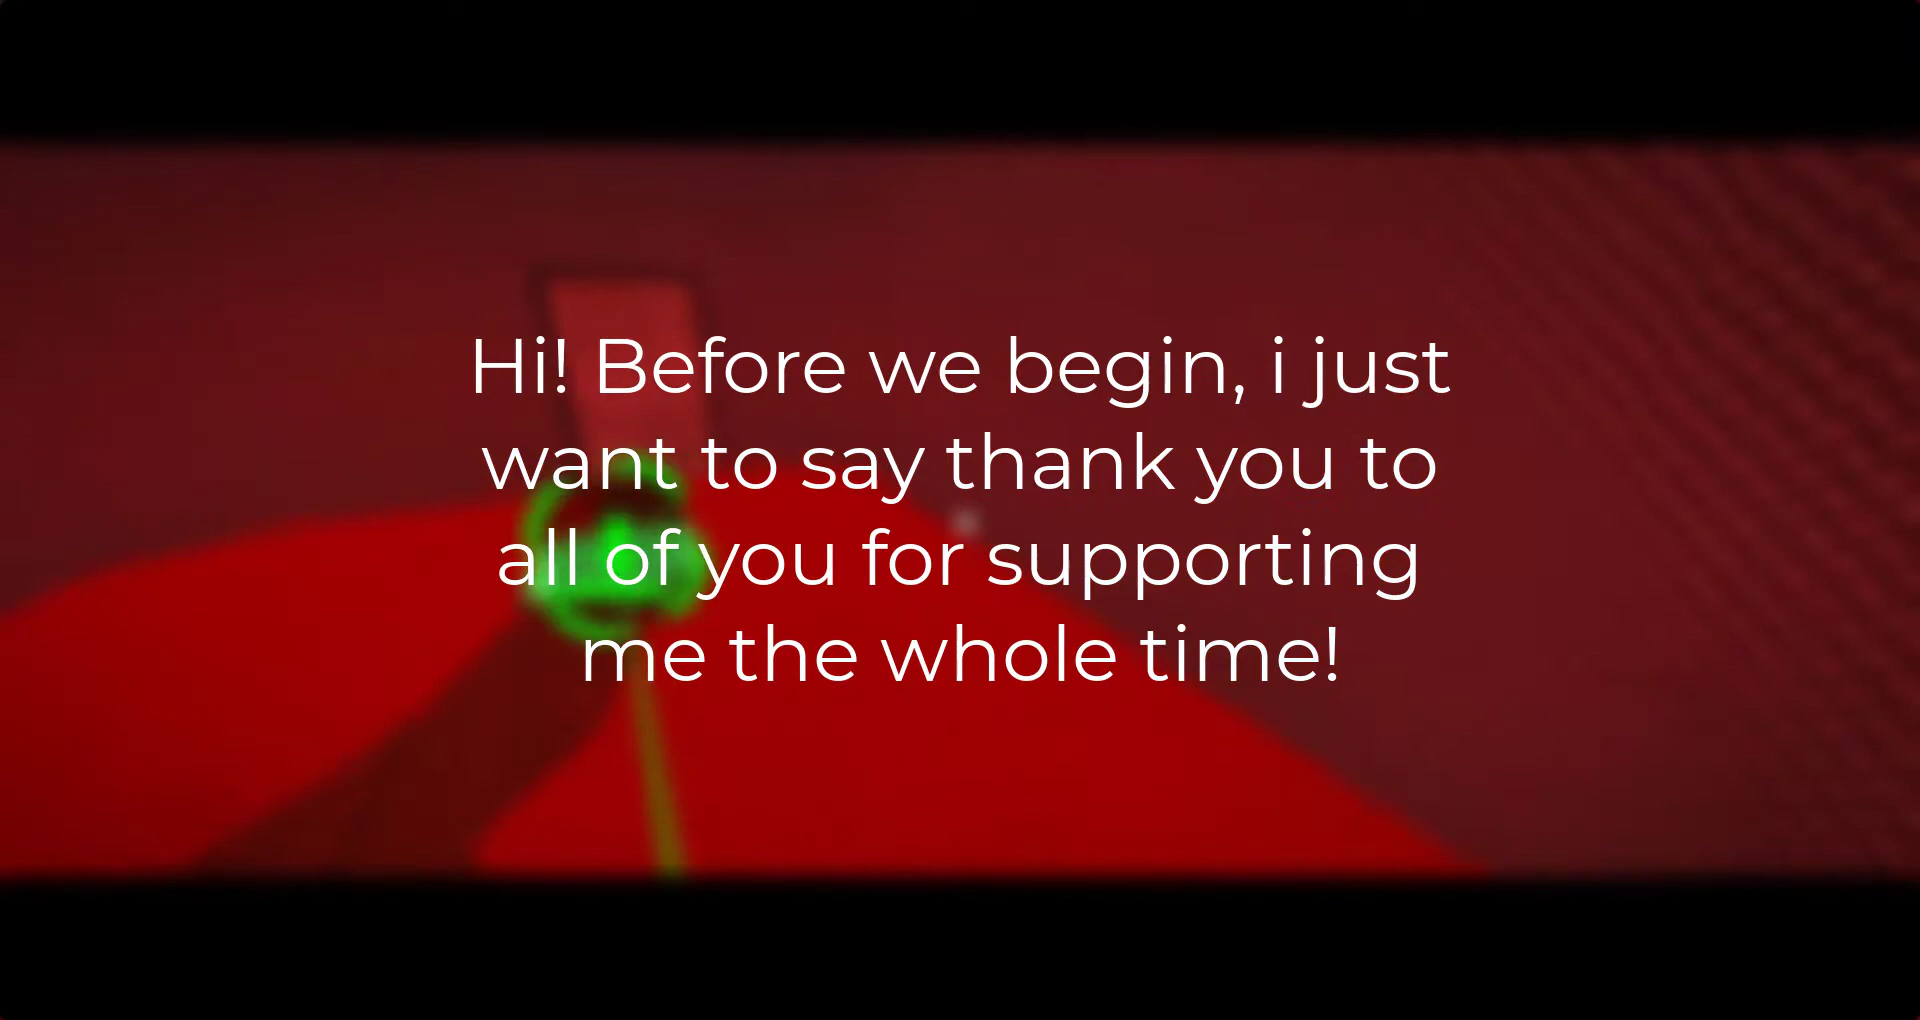 Hi! Before we begin, i just
want to say thank you to
all of you for supporting
me the whole time!